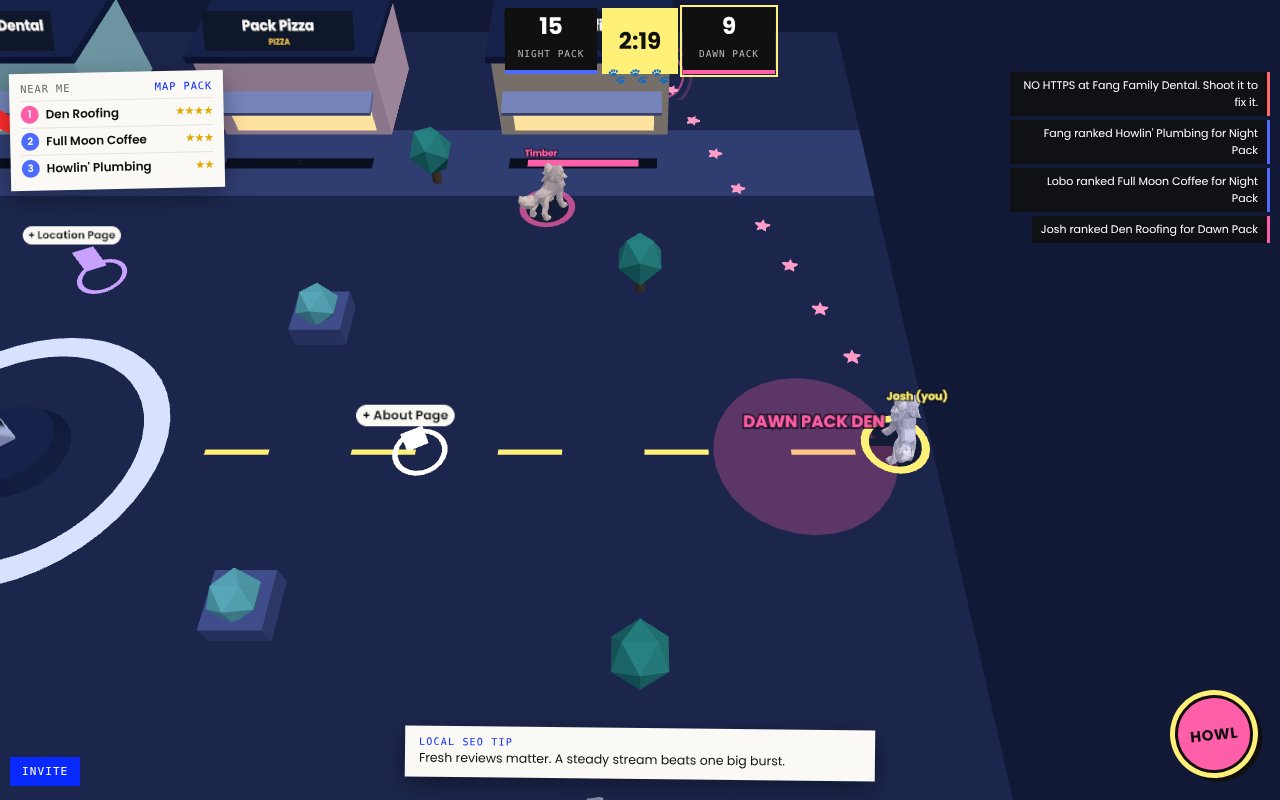 Dental
Pack Pizza
PIZZA
15
NIGHT PACK
2:19
9
DAWN PACK
NEAR ME
MAP PACK
1 Den Roofing ★★★★
2 Full Moon Coffee ★★★
3 Howlin' Plumbing ★★
NO HTTPS at Fang Family Dental. Shoot it to
fix it.
Fang ranked Howlin' Plumbing for Night
Pack
Lobo ranked Full Moon Coffee for Night
Pack
Josh ranked Den Roofing for Dawn Pack
Timber
+ Location Page
+ About Page
Josh (you)
DAWN PACK DEN
LOCAL SEO TIP
Fresh reviews matter. A steady stream beats one big burst.
HOWL
INVITE